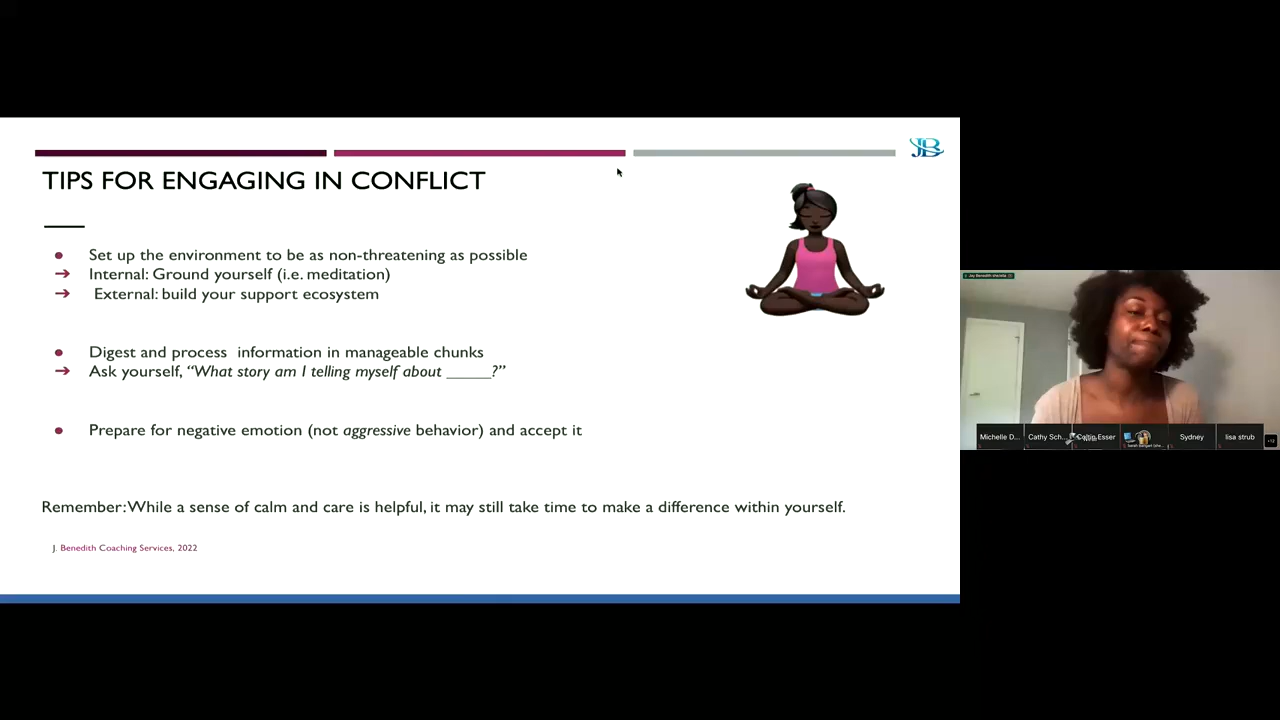 JB
TIPS FOR ENGAGING IN CONFLICT
● Set up the environment to be as non-threatening as possible
➔ Internal: Ground yourself (i.e. meditation)
➔ External: build your support ecosystem
● Digest and process information in manageable chunks
➔ Ask yourself, “What story am I telling myself about _____?”
● Prepare for negative emotion (not aggressive behavior) and accept it
Remember: While a sense of calm and care is helpful, it may still take time to make a difference within yourself.
J. Benedith Coaching Services, 2022
Michelle D... Cathy Sch... Caitlin Esser Sydney lisa strub
+12